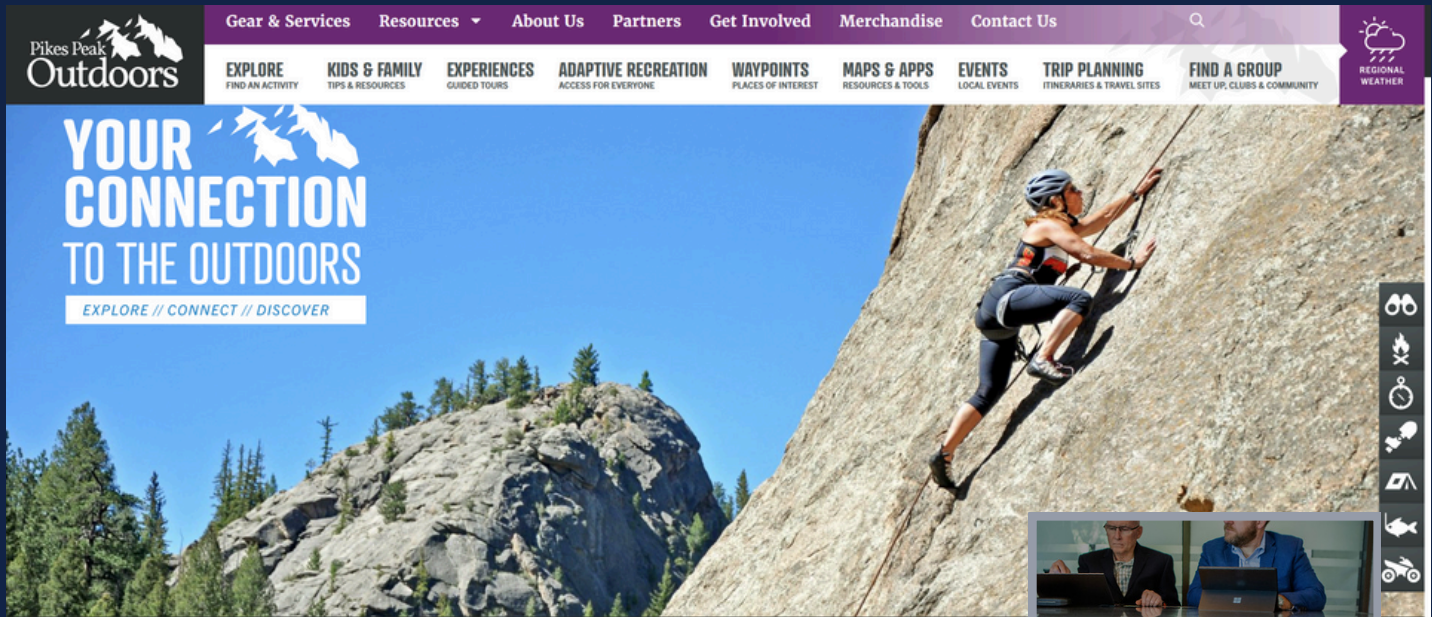 Pikes Peak
Outdoors
Gear & Services Resources About Us Partners Get Involved Merchandise Contact Us
EXPLORE
FIND AN ACTIVITY
KIDS & FAMILY
TIPS & RESOURCES
EXPERIENCES
GUIDED TOURS
ADAPTIVE RECREATION
ACCESS FOR EVERYONE
WAYPOINTS
PLACES OF INTEREST
MAPS & APPS
RESOURCES & TOOLS
EVENTS
LOCAL EVENTS
TRIP PLANNING
ITINERARIES & TRAVEL SITES
FIND A GROUP
MEET UP, CLUBS & COMMUNITY
REGIONAL
WEATHER
YOUR
CONNECTION
TO THE OUTDOORS
EXPLORE // CONNECT // DISCOVER